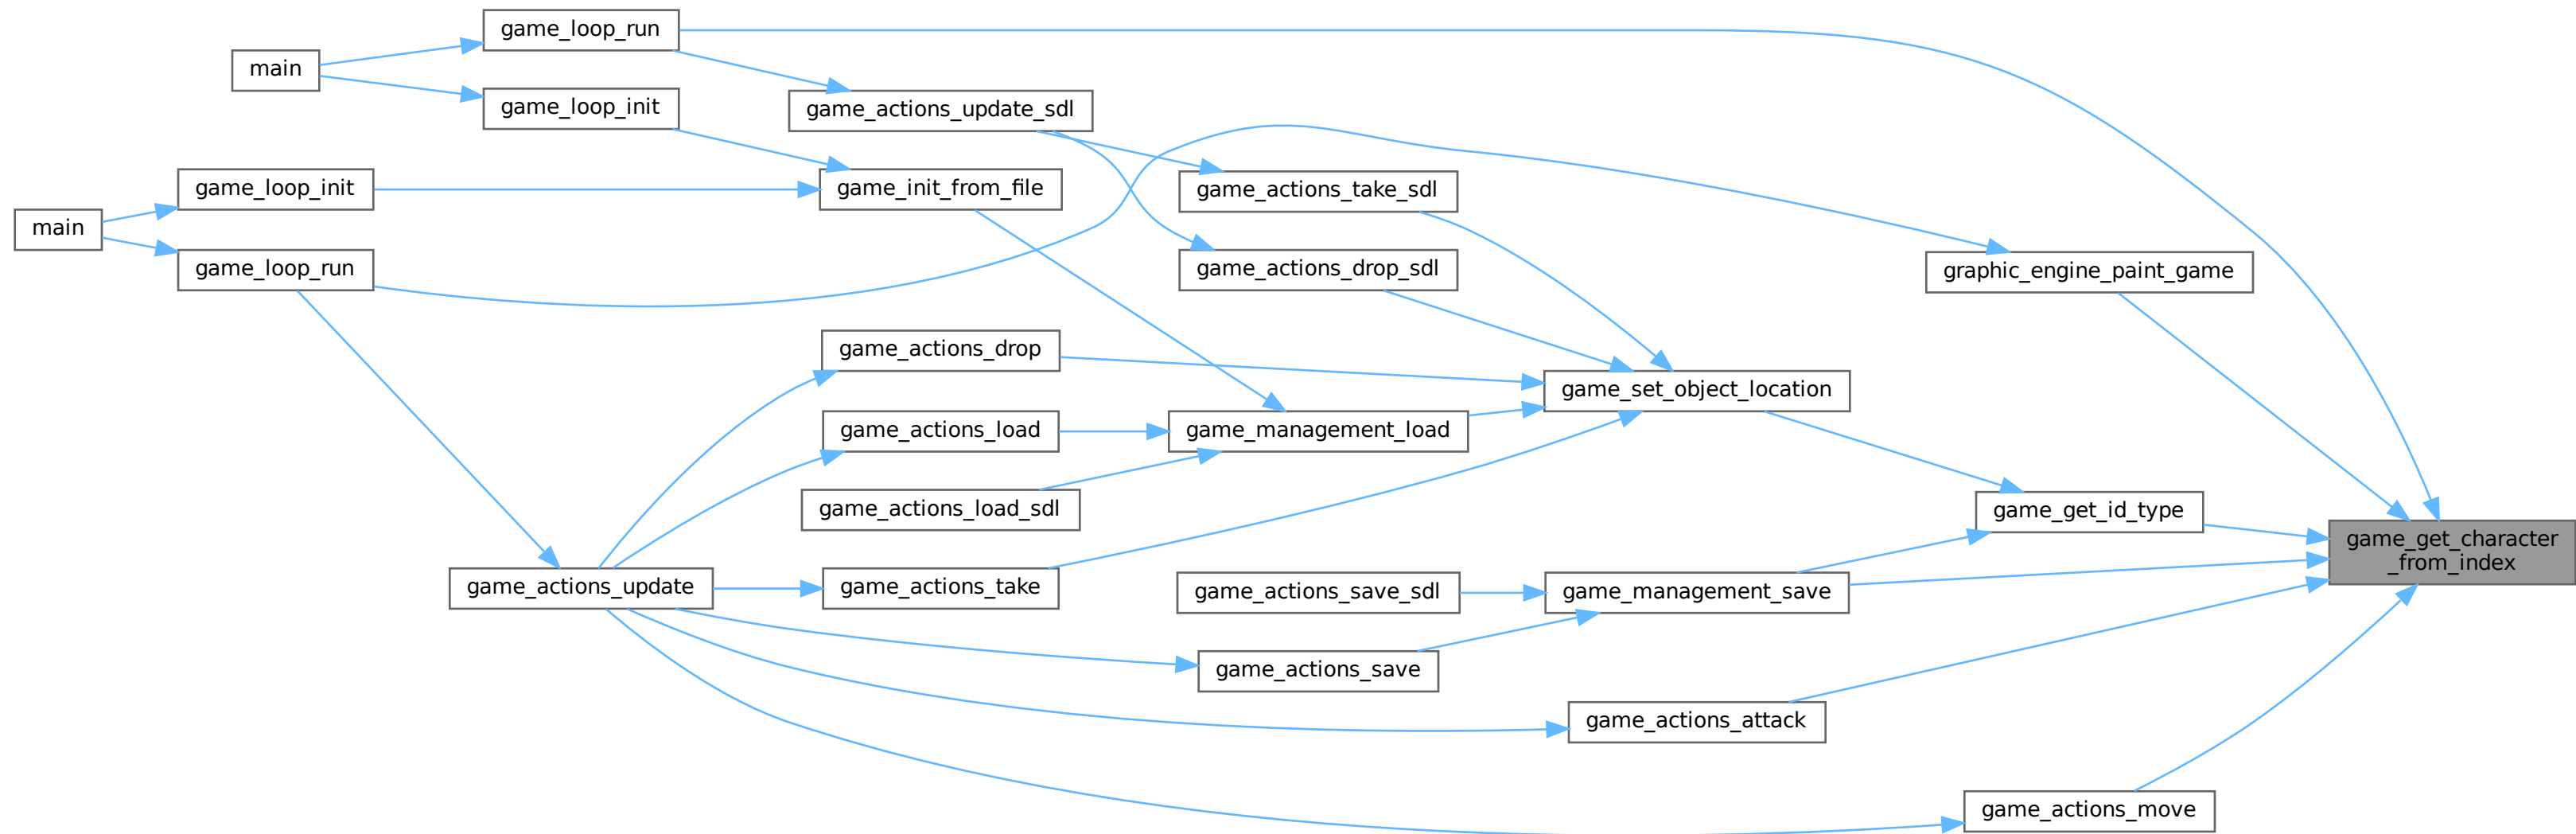 game_loop_run
main
game_loop_init
game_actions_update_sdl
game_loop_init
game_init_from_file
game_actions_take_sdl
main
game_loop_run
game_actions_drop_sdl
graphic_engine_paint_game
game_actions_drop
game_set_object_location
game_actions_load
game_management_load
game_actions_load_sdl
game_get_id_type
game_get_character
_from_index
game_actions_update
game_actions_take
game_actions_save_sdl
game_management_save
game_actions_save
game_actions_attack
game_actions_move